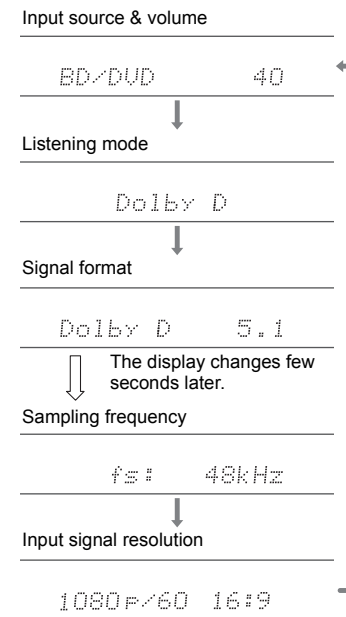 Input source & volume
BD/DVD 40
Listening mode
Dolby D
Signal format
Dolby D 5.1
The display changes few
seconds later.
Sampling frequency
fs: 48kHz
Input signal resolution
1080p/60 16:9